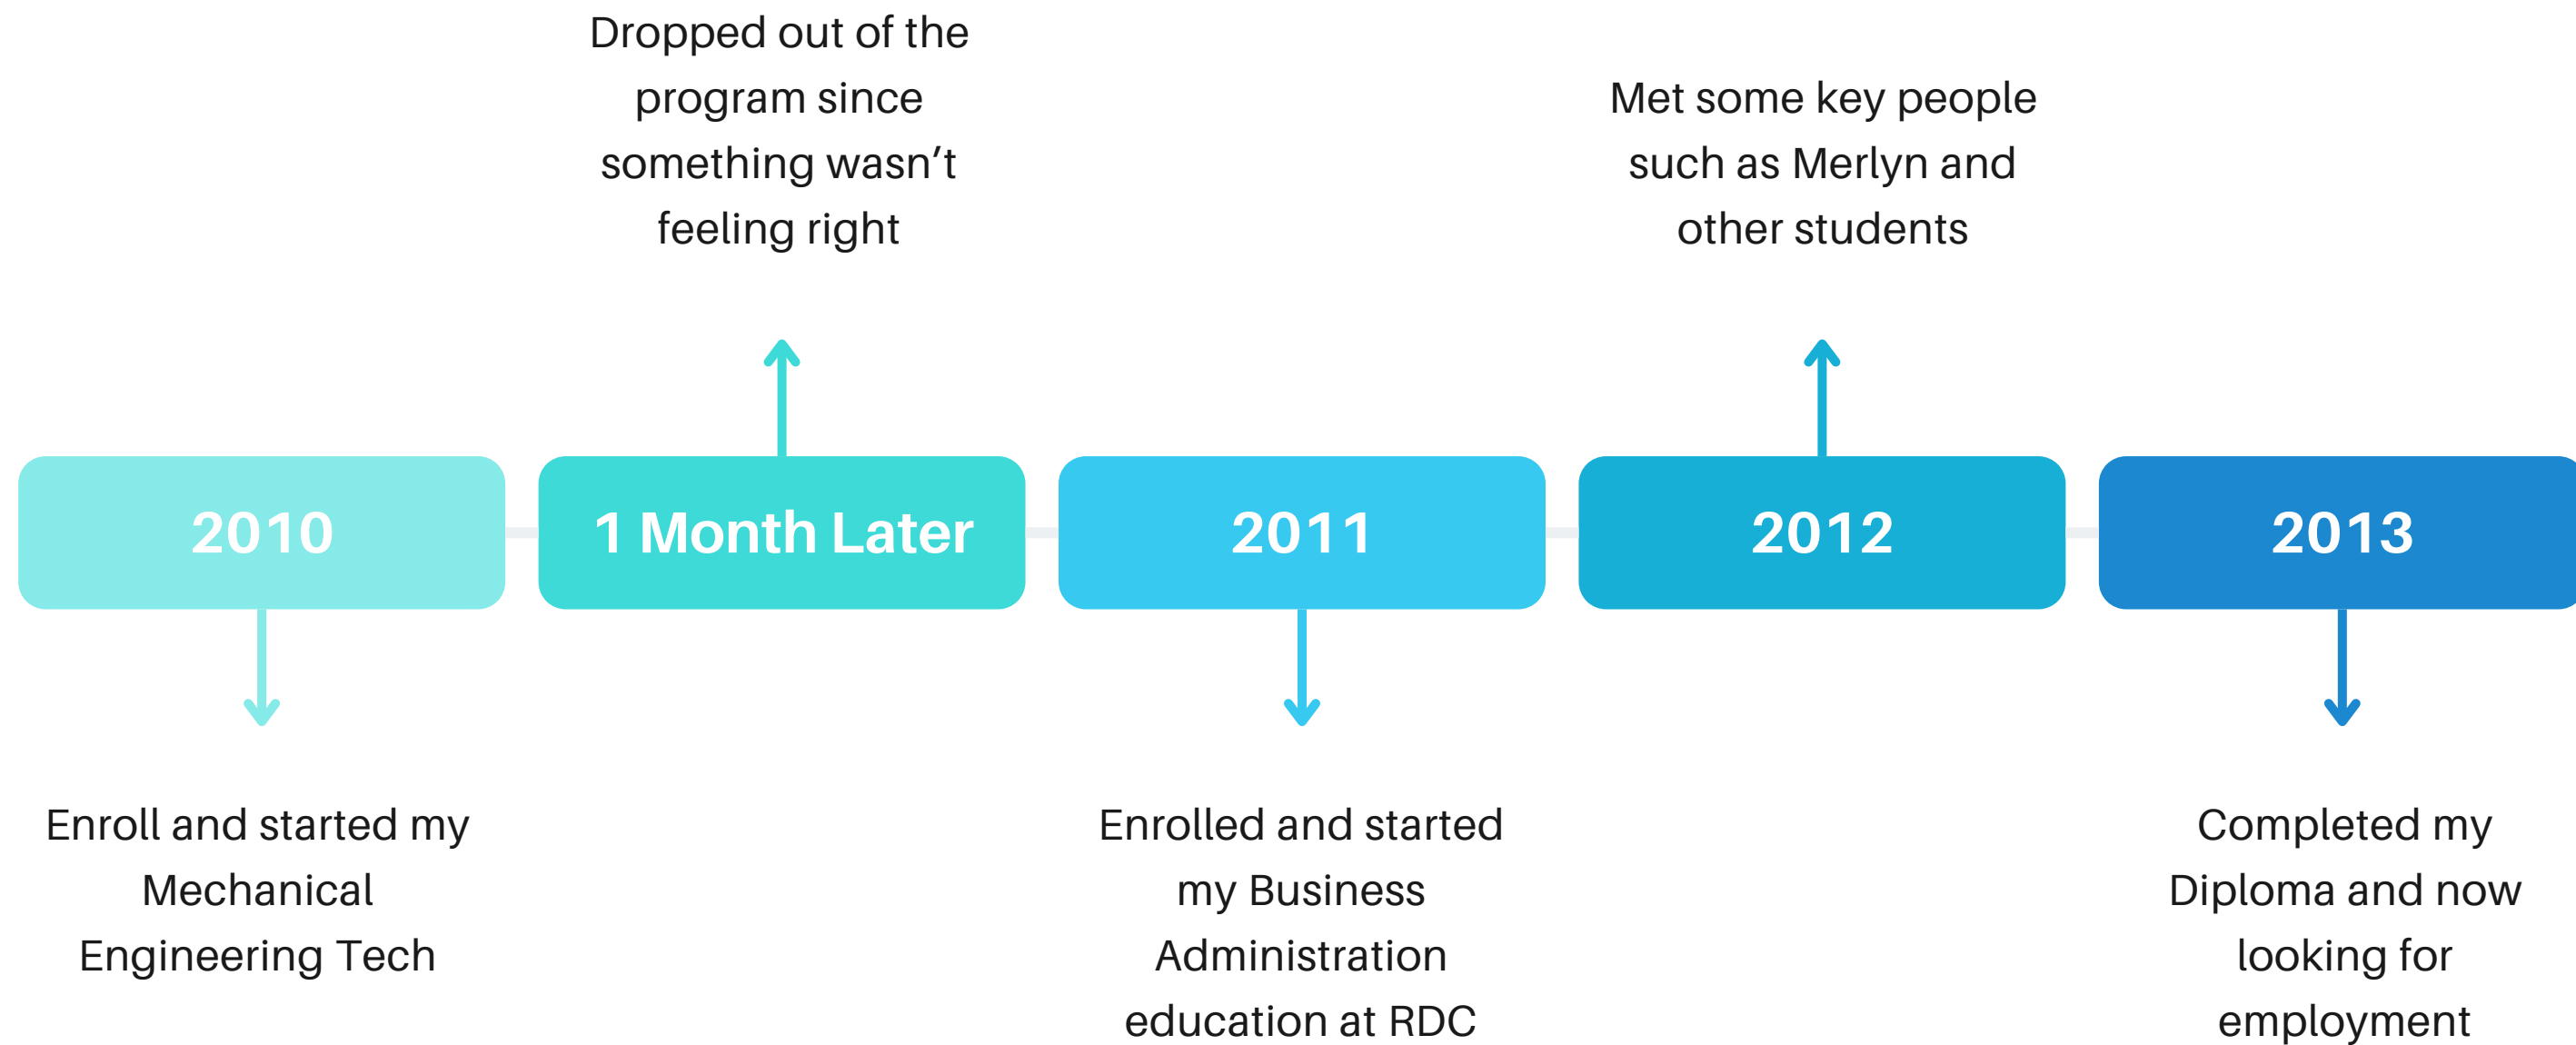 Dropped out of the
program since
something wasn’t
feeling right
Met some key people
such as Merlyn and
other students
2010
1 Month Later
2011
2012
2013
Enroll and started my
Mechanical
Engineering Tech
Enrolled and started
my Business
Administration
education at RDC
Completed my
Diploma and now
looking for
employment